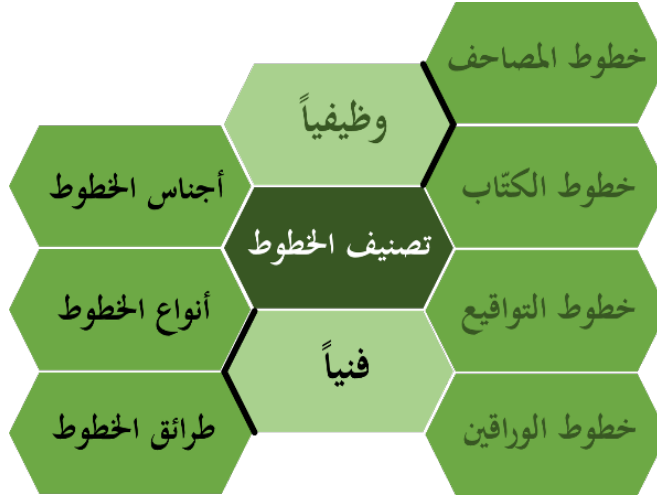 خطوط المصاحف
وظيفياً
خطوط الكتّاب
أجناس الخطوط
تصنيف الخطوط
خطوط التواقيع
أنواع الخطوط
فنياً
خطوط الوراقين
طرائق الخطوط